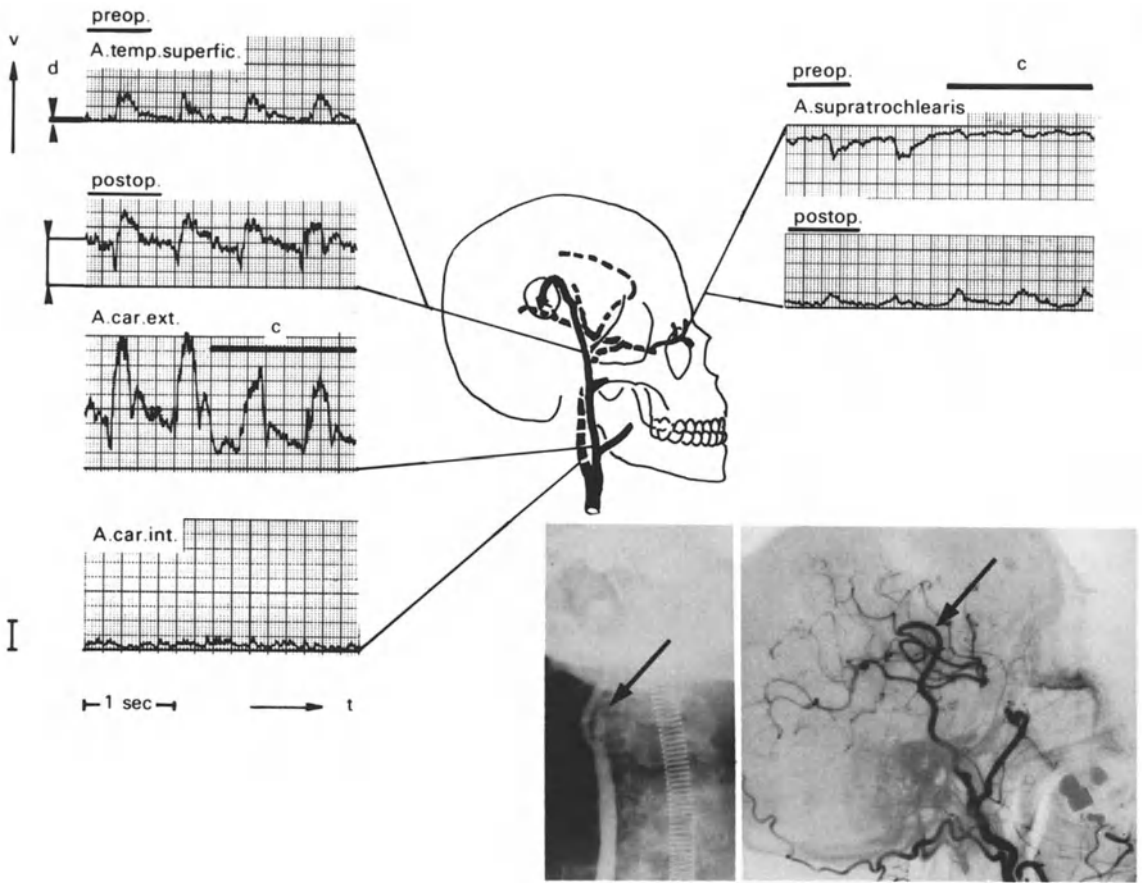 preop.
A.temp.superfic.
v
d
postop.
A.car.ext.
c
A.car.int.
1 sec
t
preop.
c
A.supratrochlearis
postop.